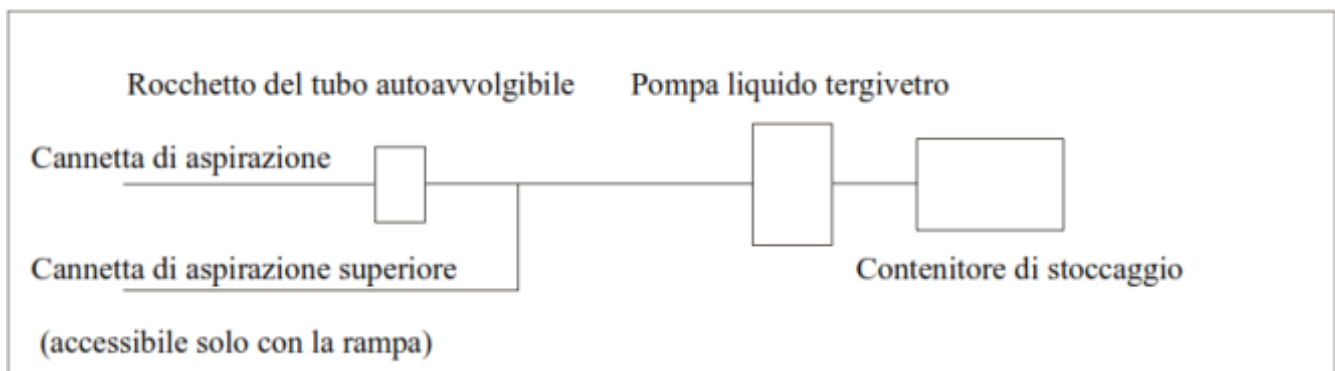 Rocchetto del tubo autoavvolgibile
Pompa liquido tergivetro
Cannetta di aspirazione
Cannetta di aspirazione superiore
Contenitore di stoccaggio
(accessibile solo con la rampa)